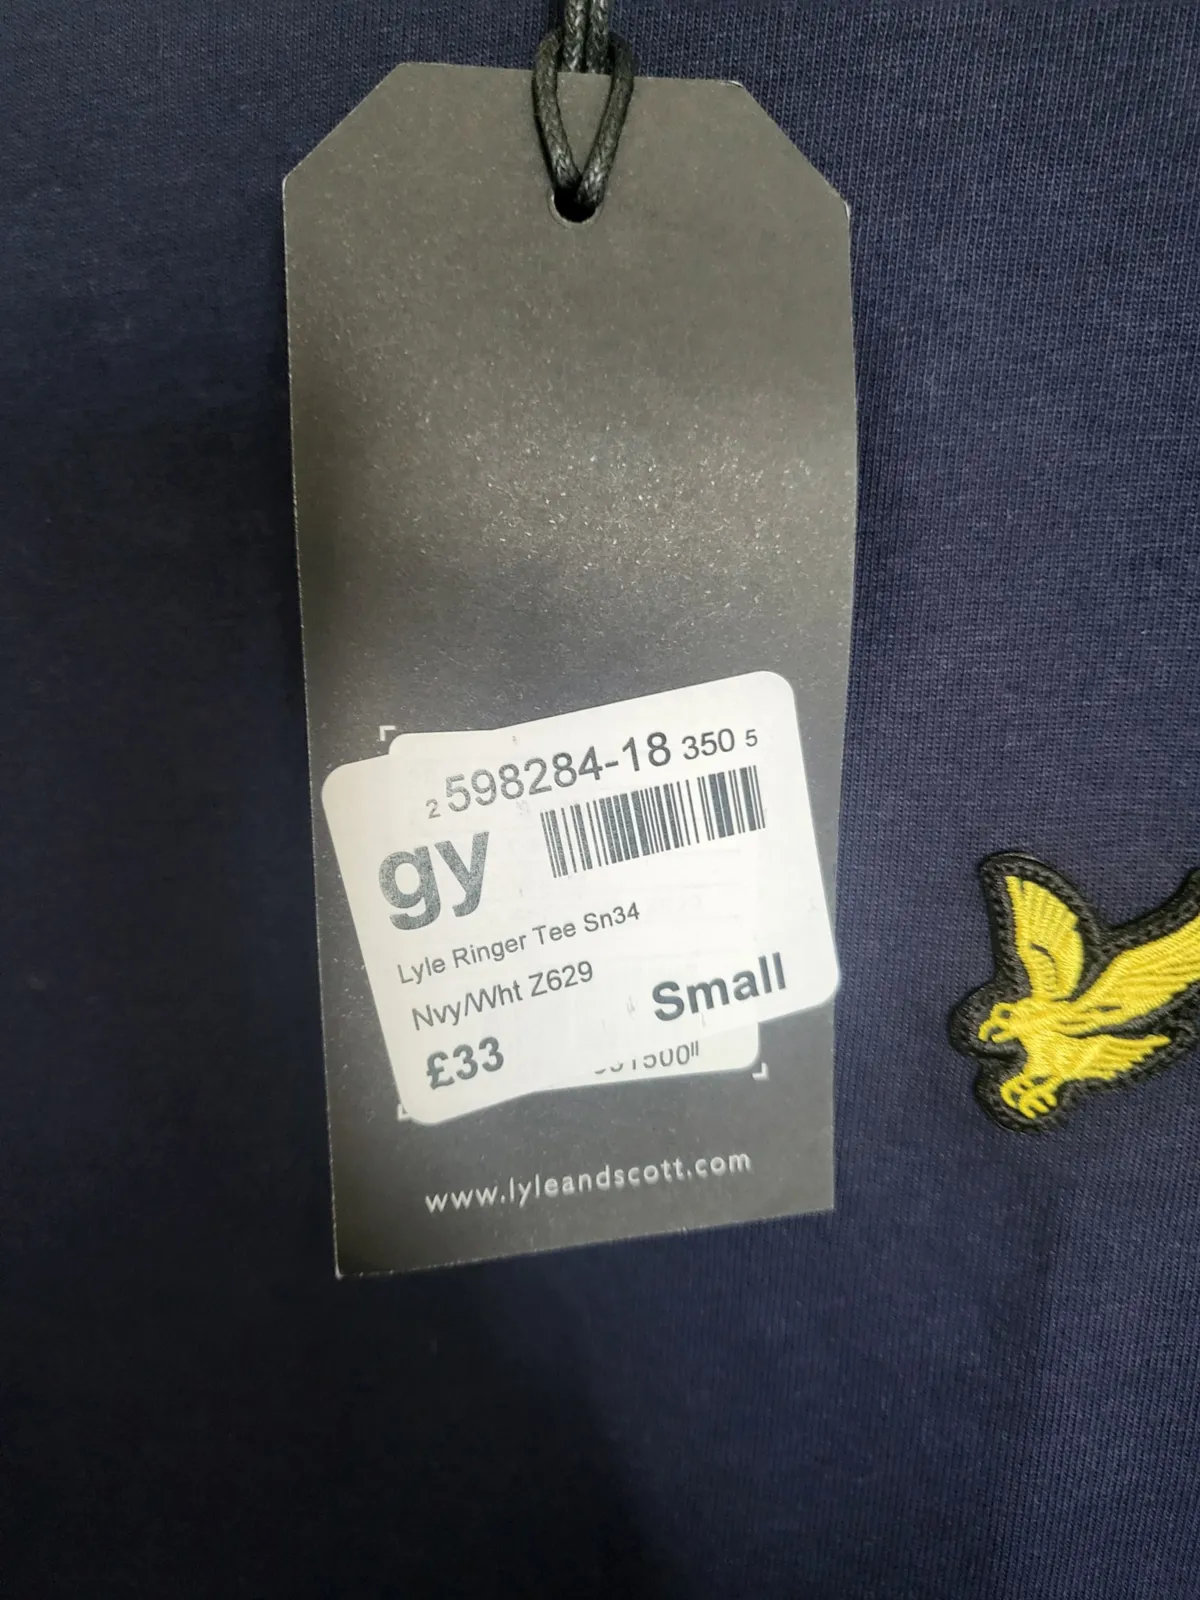 2 598284-18 350 5
gy
Lyle Ringer Tee Sn34
Nvy/Wht Z629
Small
£33
www.lyleandscott.com